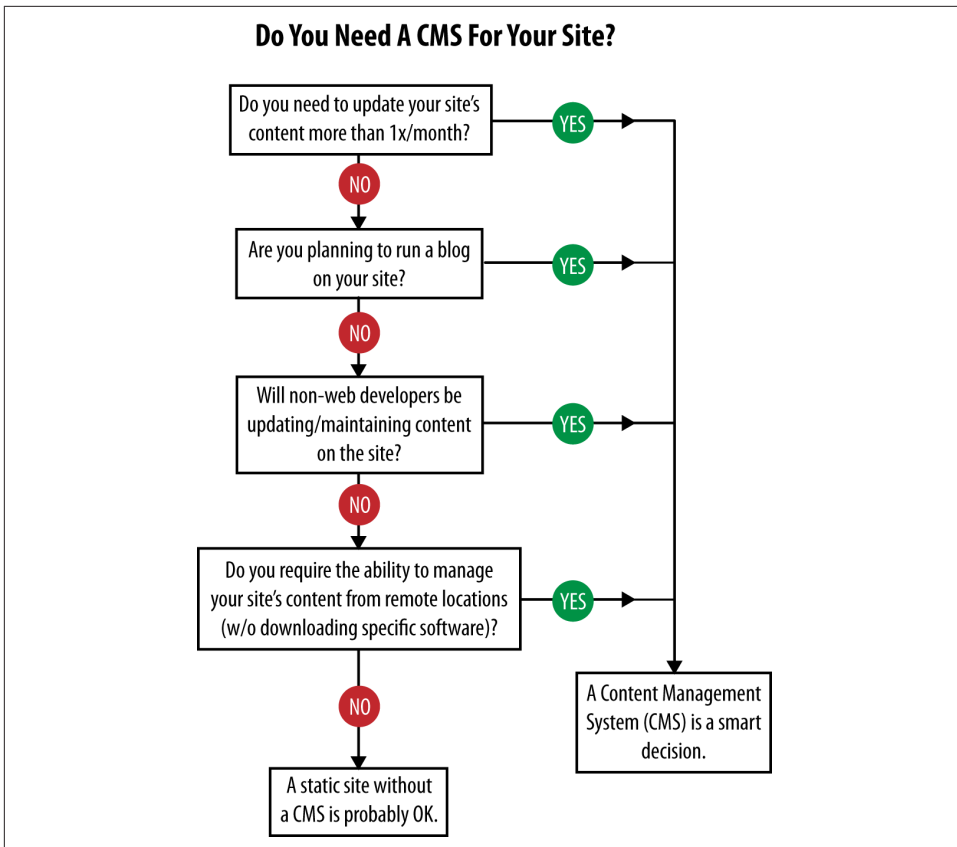 Do You Need A CMS For Your Site?
Do you need to update your site's
content more than 1x/month?
YES
NO
Are you planning to run a blog
on your site?
YES
NO
Will non-web developers be
updating/maintaining content
on the site?
YES
NO
Do you require the ability to manage
your site's content from remote locations
(w/o downloading specific software)?
YES
NO
A Content Management
System (CMS) is a smart
decision.
A static site without
a CMS is probably OK.